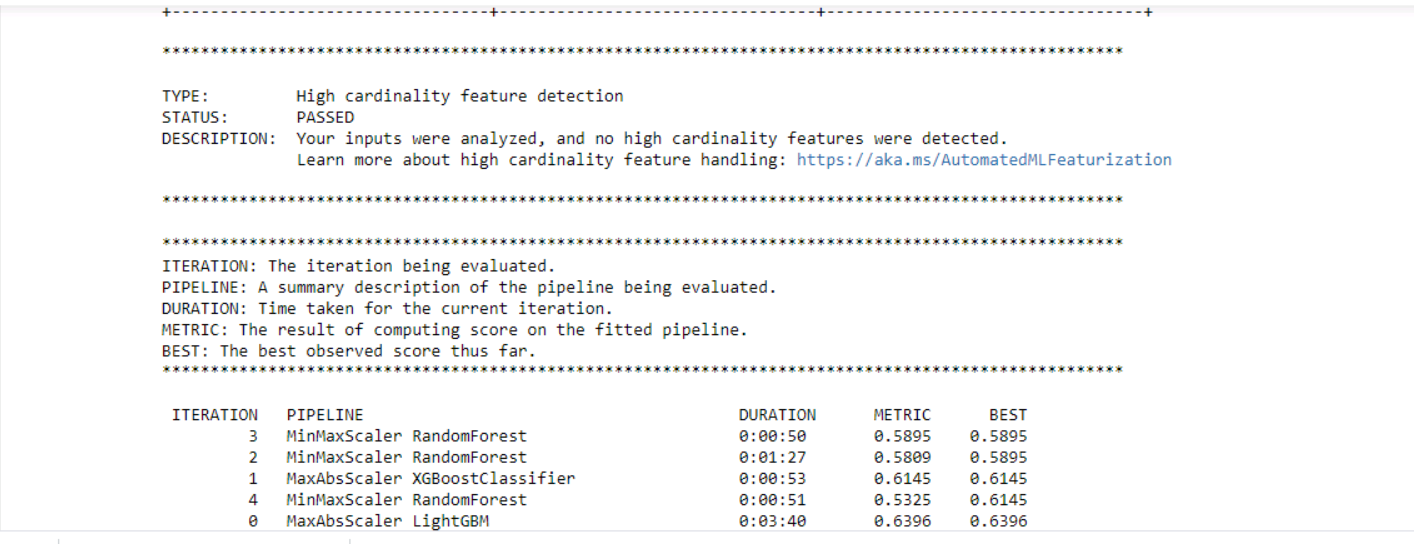 +---------------------------------+---------------------------------+---------------------------------+
****************************************************************************************************
TYPE:         High cardinality feature detection
STATUS:       PASSED
DESCRIPTION:  Your inputs were analyzed, and no high cardinality features were detected.
              Learn more about high cardinality feature handling: https://aka.ms/AutomatedMLFeaturization
****************************************************************************************************
****************************************************************************************************
ITERATION: The iteration being evaluated.
PIPELINE: A summary description of the pipeline being evaluated.
DURATION: Time taken for the current iteration.
METRIC: The result of computing score on the fitted pipeline.
BEST: The best observed score thus far.
****************************************************************************************************
 ITERATION   PIPELINE                                       DURATION      METRIC      BEST
         3   MinMaxScaler RandomForest                      0:00:50       0.5895    0.5895
         2   MinMaxScaler RandomForest                      0:01:27       0.5809    0.5895
         1   MaxAbsScaler XGBoostClassifier                 0:00:53       0.6145    0.6145
         4   MinMaxScaler RandomForest                      0:00:51       0.5325    0.6145
         0   MaxAbsScaler LightGBM                          0:03:40       0.6396    0.6396